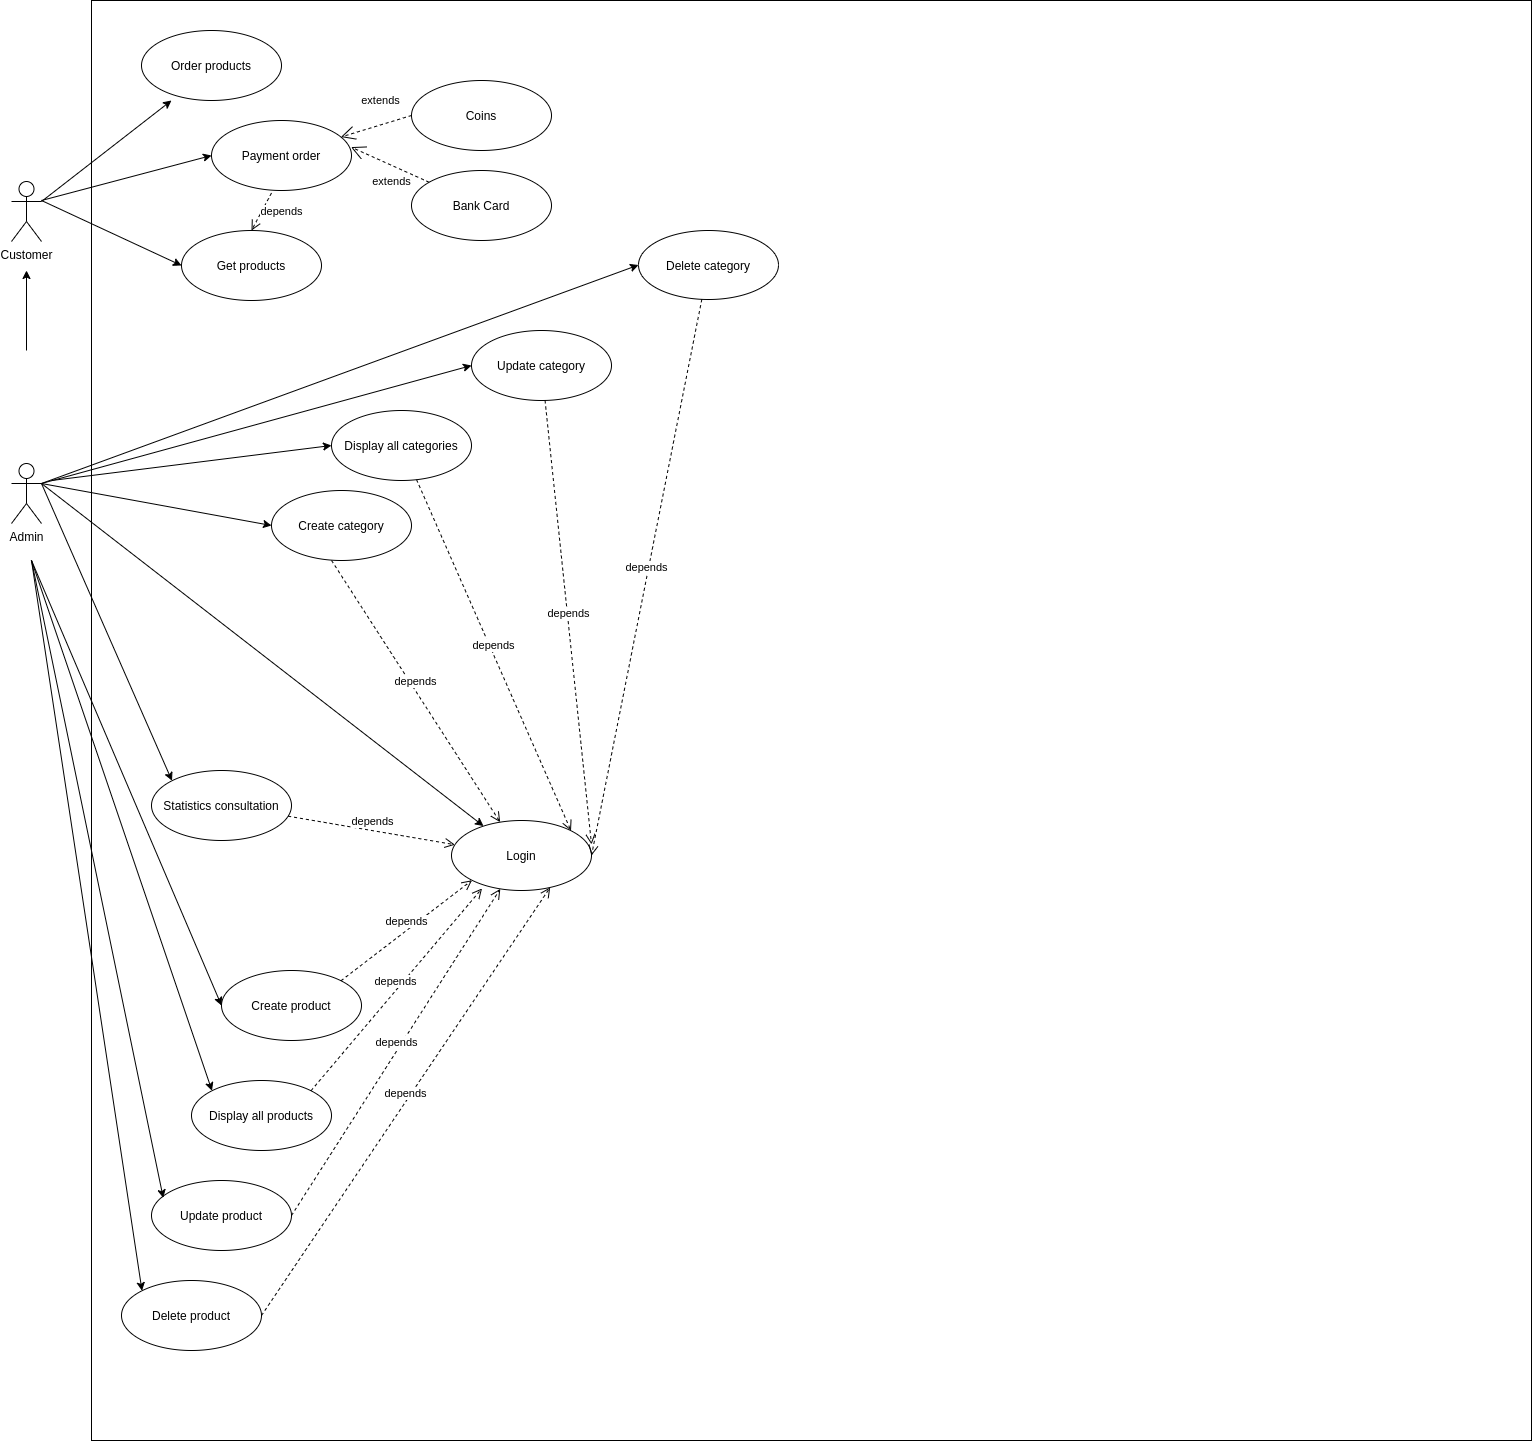 Order products
extends
Coins
Payment order
extends
Bank Card
depends
Customer
Get products
Delete category
Update category
Display all categories
Create category
Admin
depends
depends
depends
depends
Statistics consultation
depends
Login
depends
depends
Create product
depends
depends
Display all products
Update product
Delete product